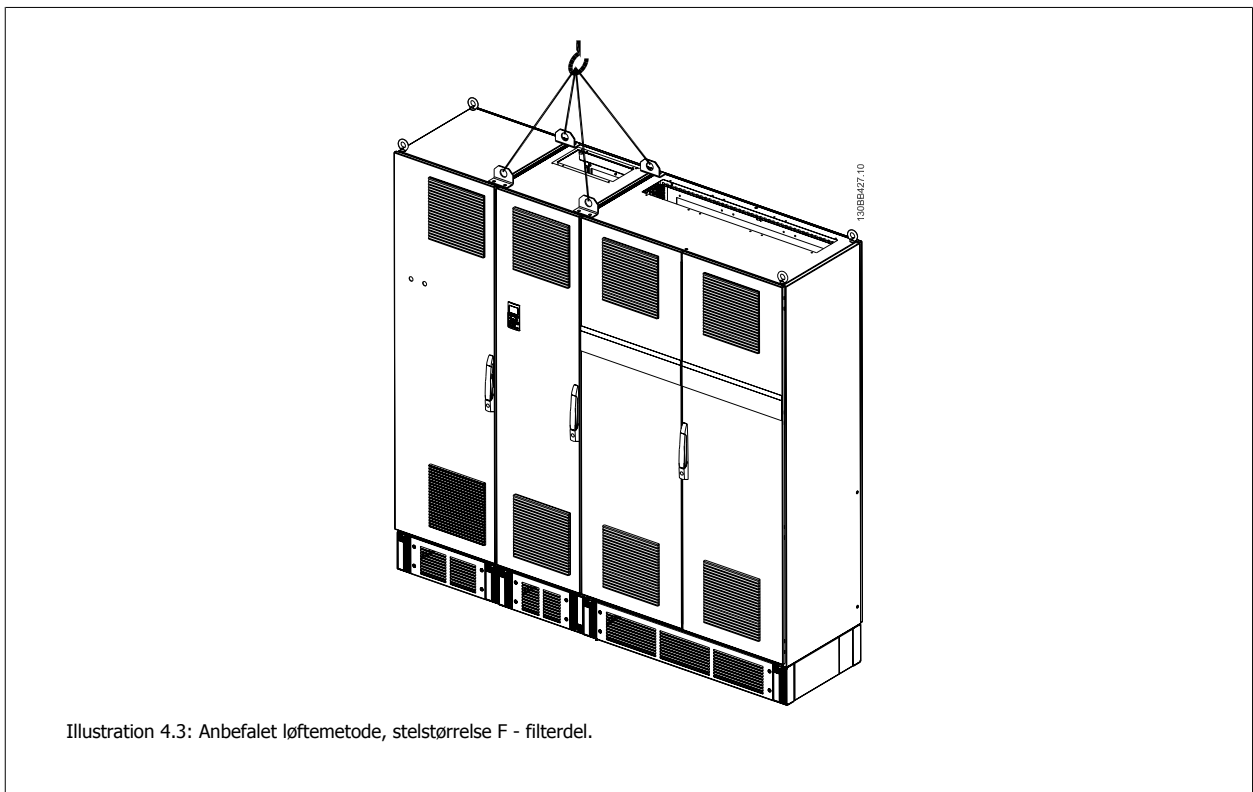 130BB427.10
Illustration 4.3: Anbefalet løftemetode, stelstørrelse F - filterdel.